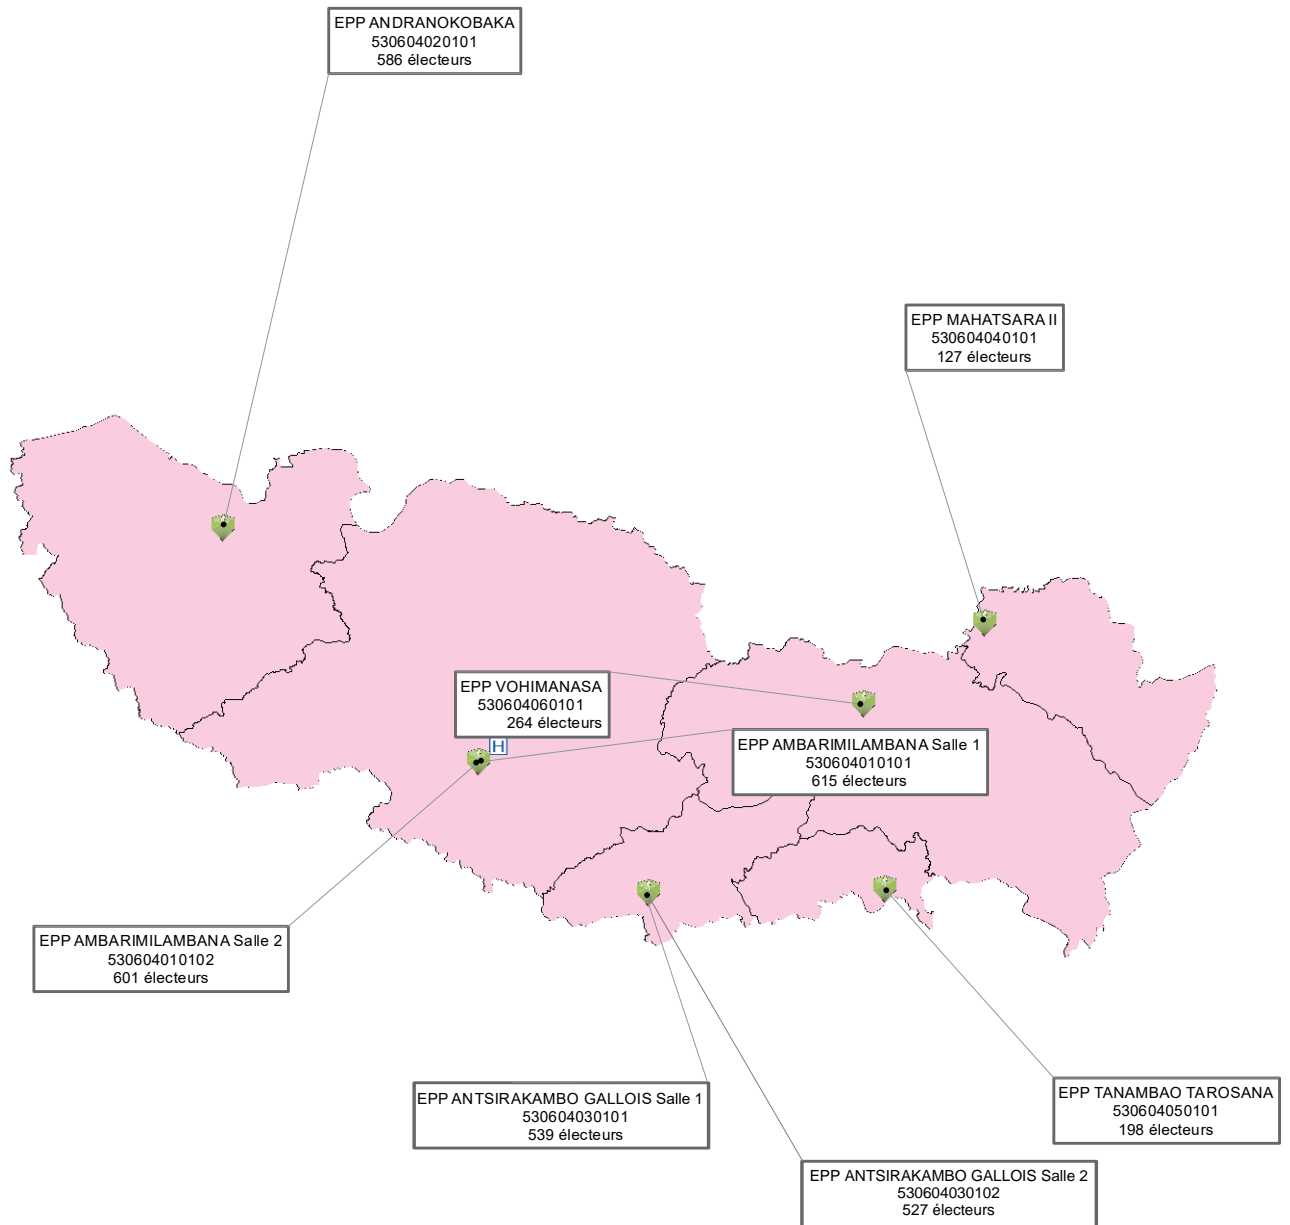 EPP ANDRANOKOBAKA
530604020101
586 électeurs
EPP MAHATSARA II
530604040101
127 électeurs
EPP VOHIMANASA
530604060101
264 électeurs
H
EPP AMBARIMILAMBANA Salle 1
530604010101
615 électeurs
EPP AMBARIMILAMBANA Salle 2
530604010102
601 électeurs
EPP ANTSIRAKAMBO GALLOIS Salle 1
530604030101
539 électeurs
EPP TANAMBAO TAROSANA
530604050101
198 électeurs
EPP ANTSIRAKAMBO GALLOIS Salle 2
530604030102
527 électeurs